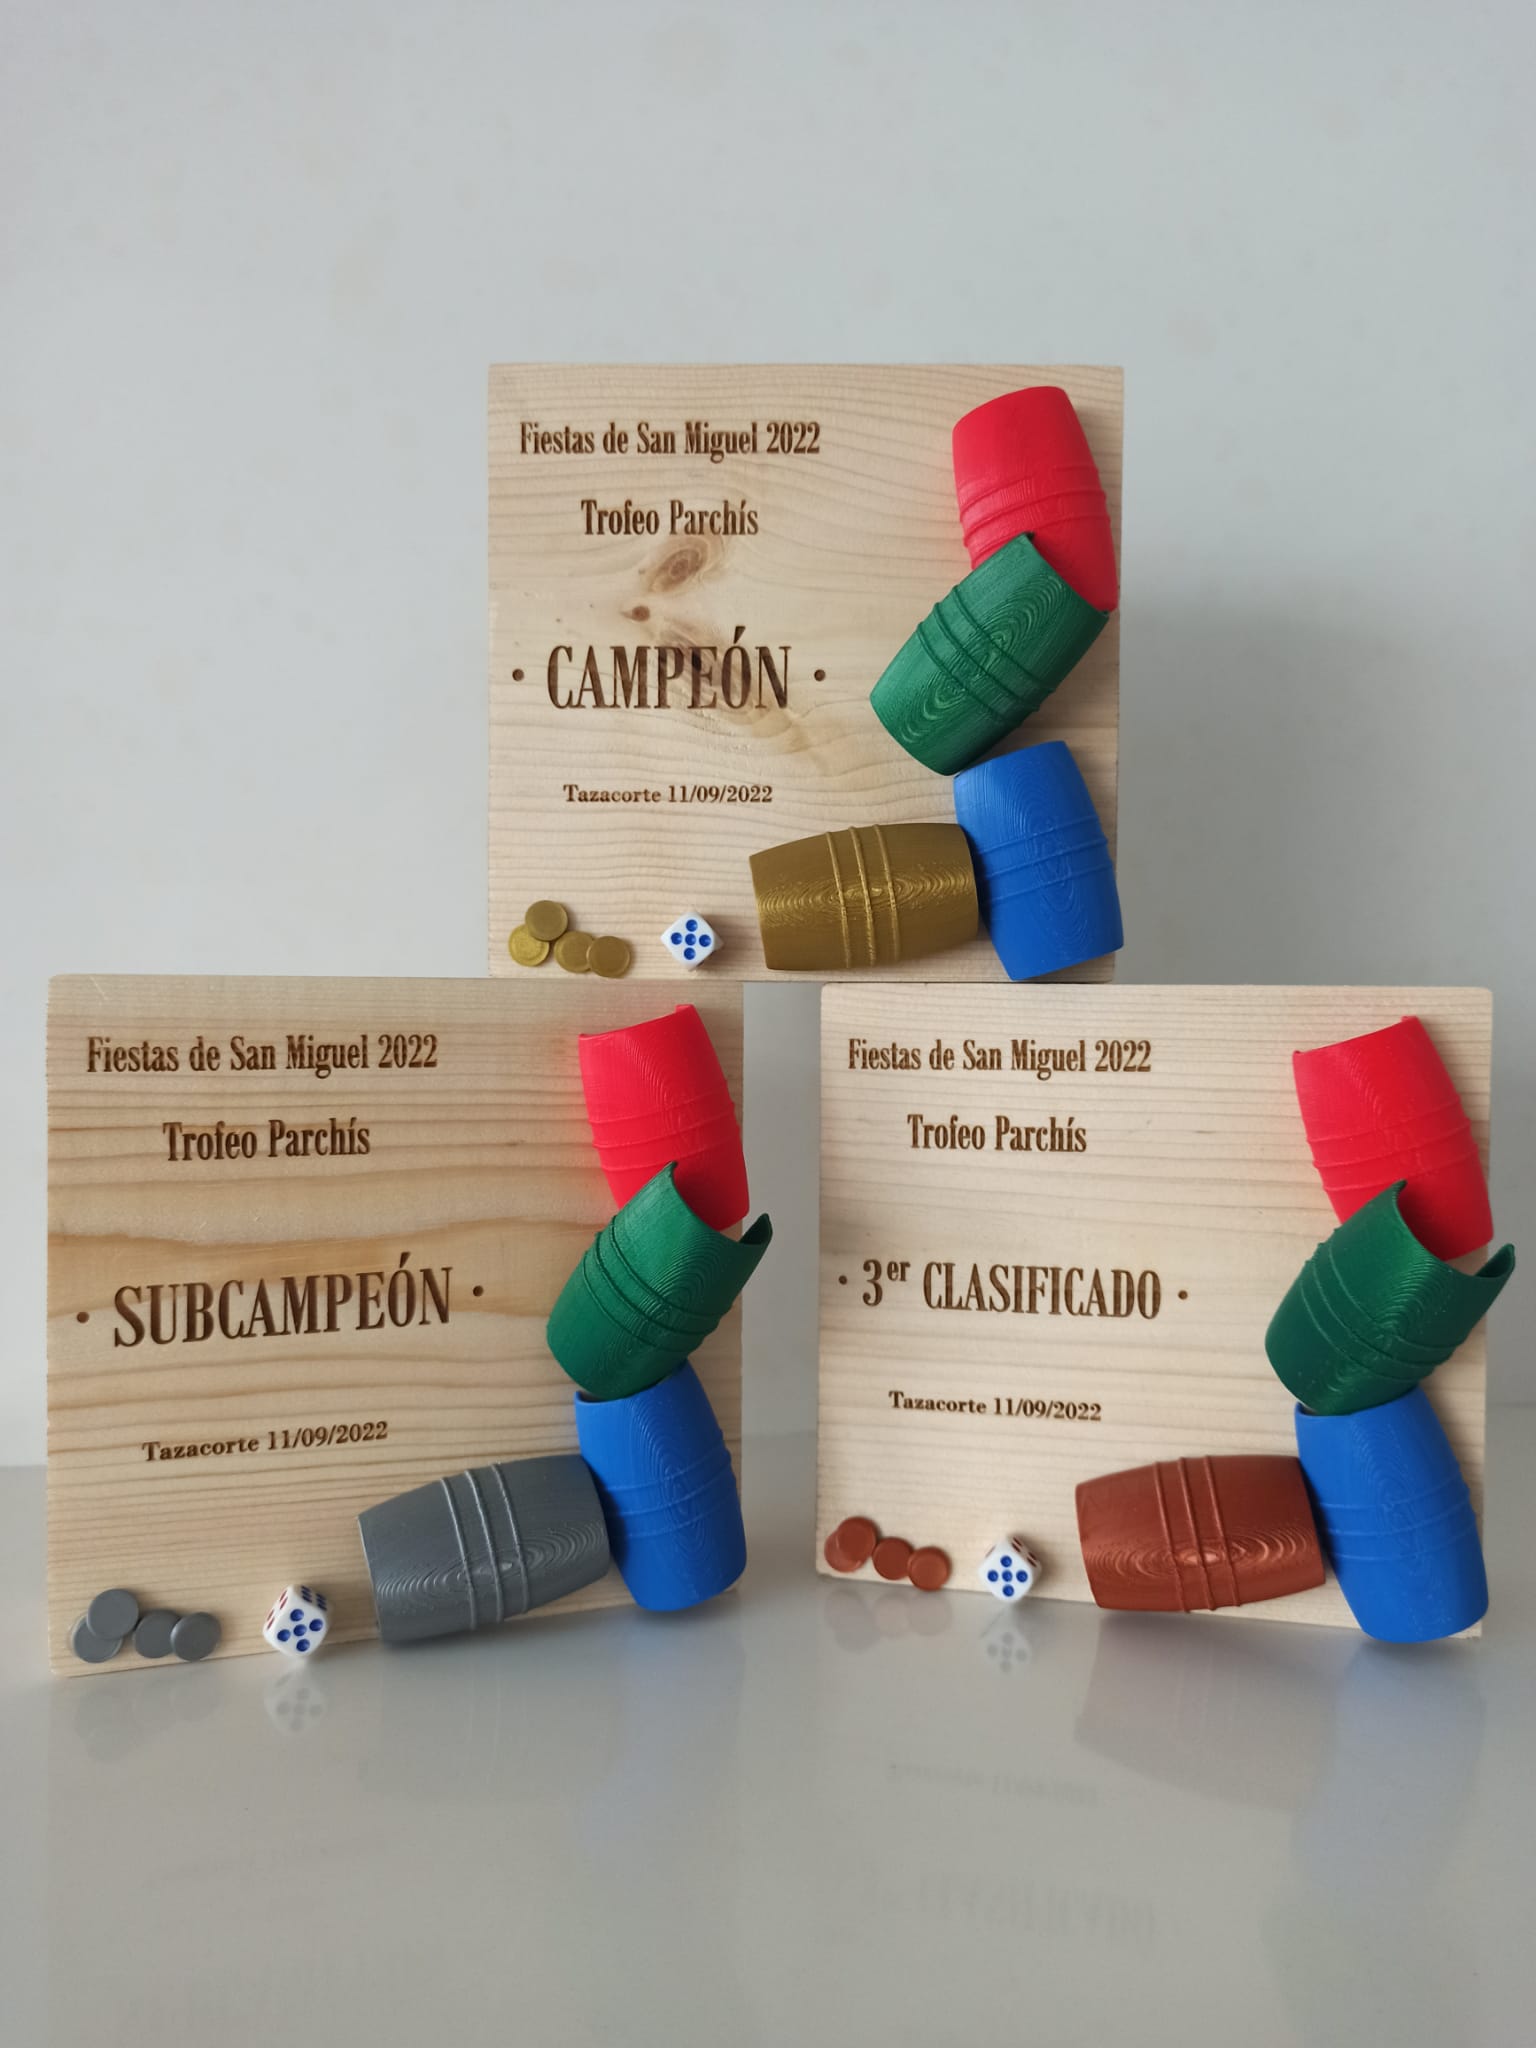 Fiestas de San Miguel 2022
Trofeo Parchís
· CAMPEÓN ·
Tazacorte 11/09/2022
Fiestas de San Miguel 2022
Trofeo Parchís
· SUBCAMPEÓN ·
Tazacorte 11/09/2022
Fiestas de San Miguel 2022
Trofeo Parchís
· 3er CLASIFICADO ·
Tazacorte 11/09/2022